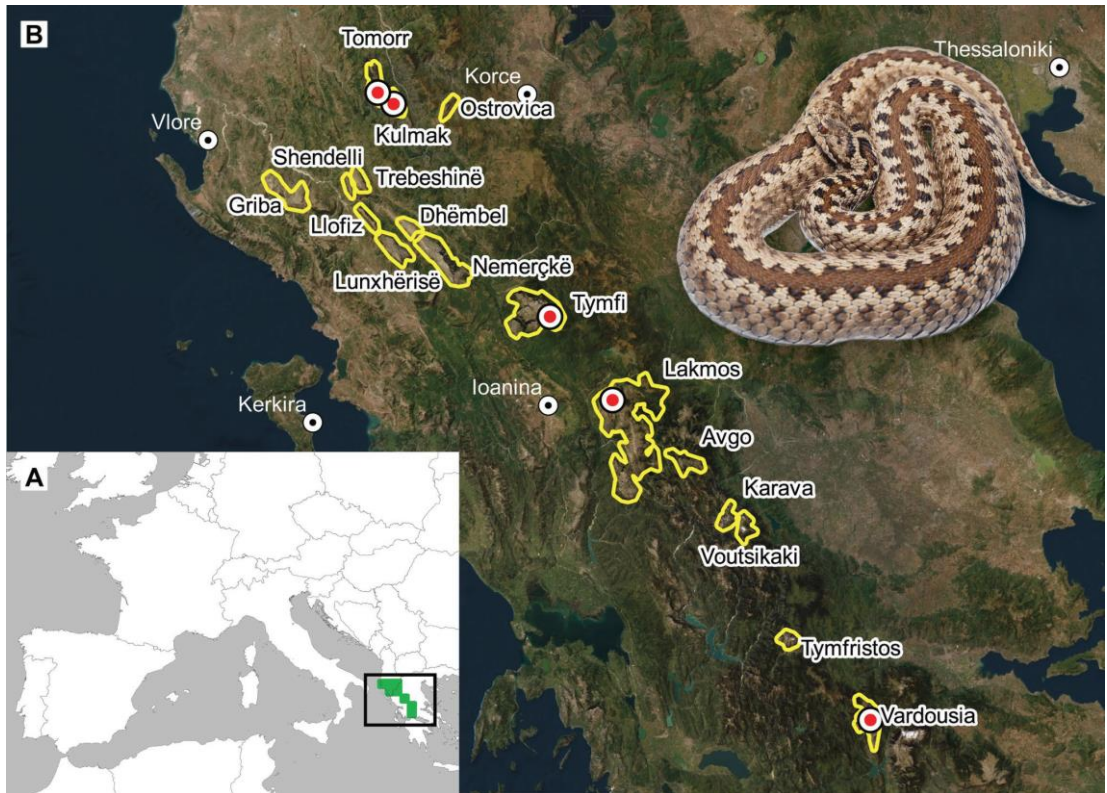 B
Tomorr
Thessaloniki
Korce
Ostrovica
Kulmak
Vlore
Shendelli
Trebeshinë
Griba
Llofiz
Dhëmbel
Lunxhërisë
Nemerçkë
Tymfi
Lakmos
Ioanina
Kerkira
Avgo
A
Karava
Voutsikaki
Tymfristos
Vardousia